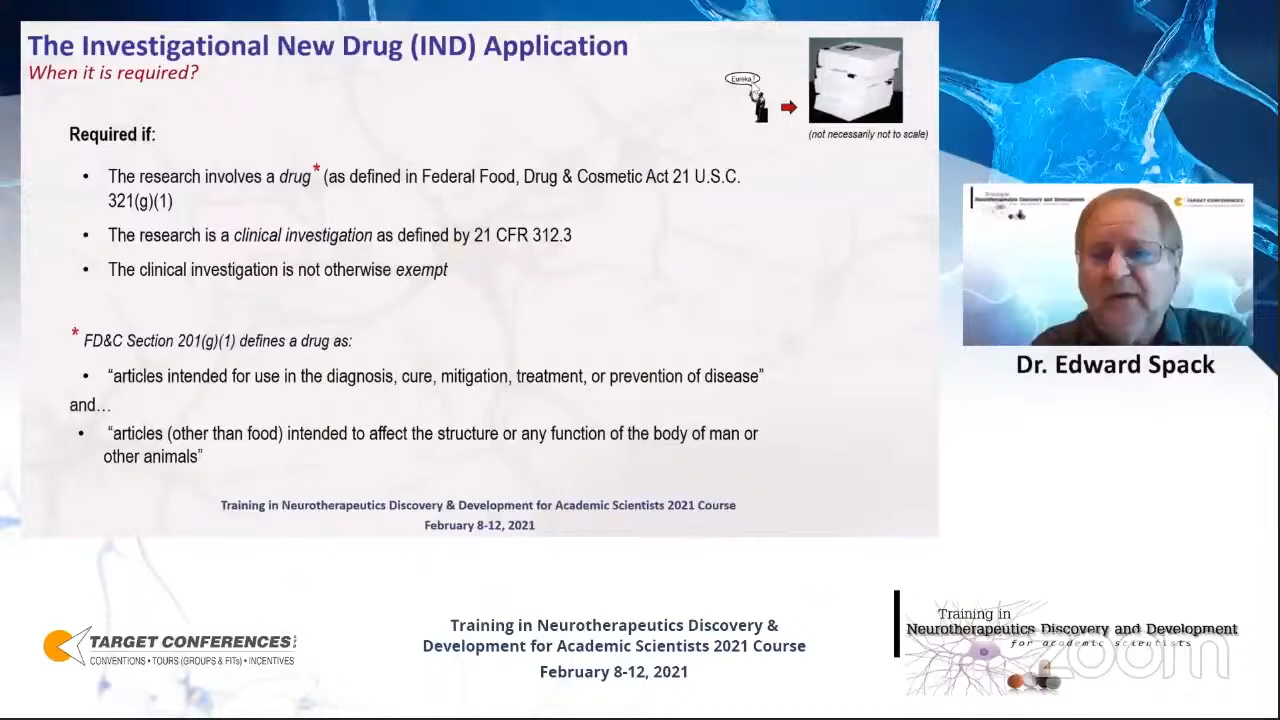 The Investigational New Drug (IND) Application
When it is required?
Eureka !
(not necessarily not to scale)
Required if:
• The research involves a drug* (as defined in Federal Food, Drug & Cosmetic Act 21 U.S.C.
321(g)(1)
• The research is a clinical investigation as defined by 21 CFR 312.3
• The clinical investigation is not otherwise exempt
* FD&C Section 201(g)(1) defines a drug as:
• “articles intended for use in the diagnosis, cure, mitigation, treatment, or prevention of disease”
and…
• “articles (other than food) intended to affect the structure or any function of the body of man or
other animals”
Training in Neurotherapeutics Discovery & Development for Academic Scientists 2021 Course
February 8-12, 2021
Neurotherapeutics Discovery and Development
TARGET CONFERENCES
Dr. Edward Spack
TARGET CONFERENCES
CONVENTIONS • TOURS (GROUPS & FITs) • INCENTIVES
Training in Neurotherapeutics Discovery &
Development for Academic Scientists 2021 Course
February 8-12, 2021
Training in
Neurotherapeutics Discovery and Development
for academic scientists
zoom